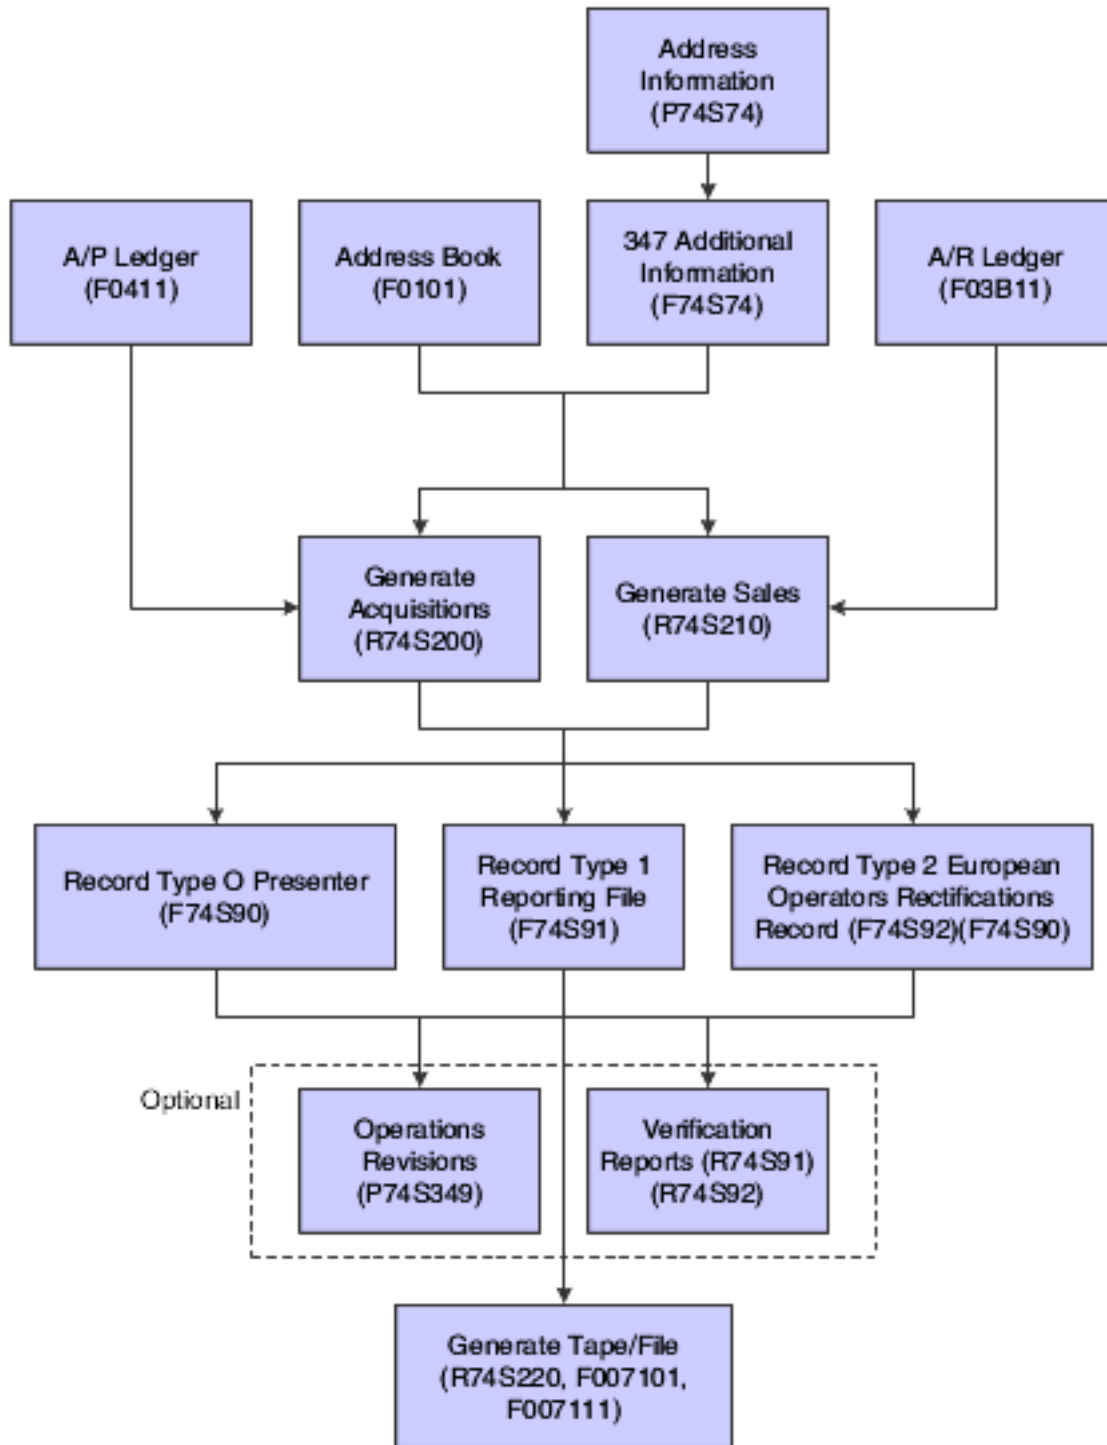 Address
Information
(P74S74)
A/P Ledger
(F0411)
Address Book
(F0101)
347 Additional
Information
(F74S74)
A/R Ledger
(F03B11)
Generate
Acquisitions
(R74S200)
Generate Sales
(R74S210)
Record Type O Presenter
(F74S90)
Record Type 1
Reporting File
(F74S91)
Record Type 2 European
Operators Rectifications
Record (F74S92)(F74S90)
Optional
Operations
Revisions
(P74S349)
Verification
Reports (R74S91)
(R74S92)
Generate Tape/File
(R74S220, F007101,
F007111)